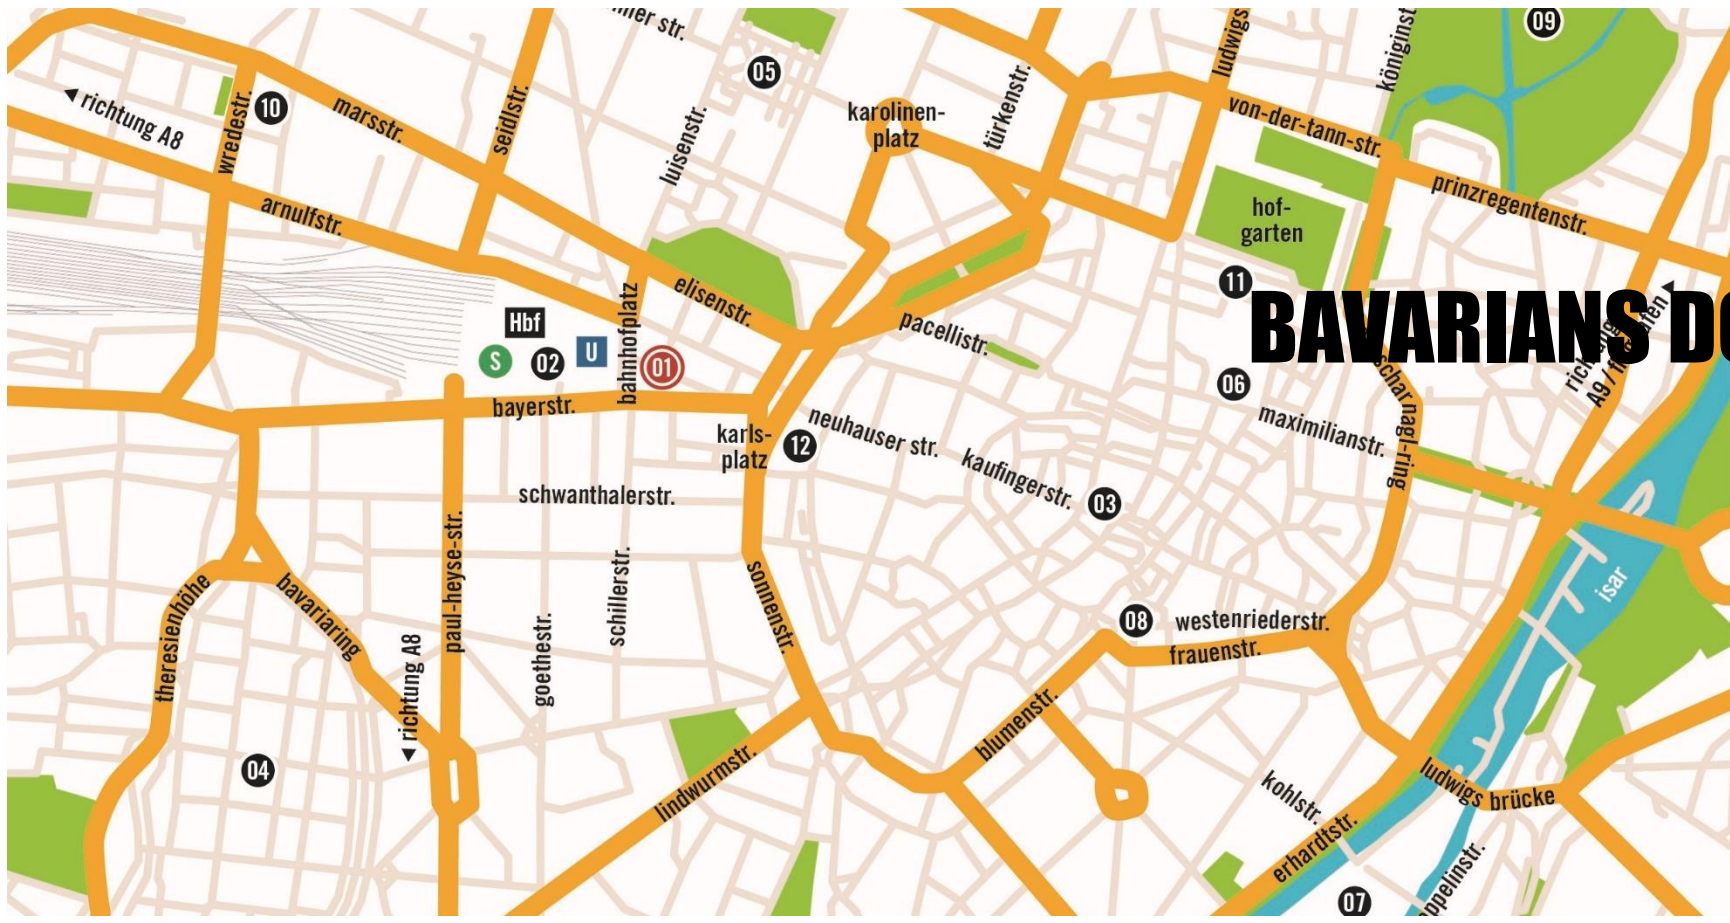 09
05
ludwigs
königinst
türkenstr.
karolinen-
platz
von-der-tann-str.
prinzregentenstr.
richtung A8
wredestr.
10
marsstr.
seidlstr.
luisenstr.
arnulfstr.
hof-
garten
11
BAVARIANS DO
elisenstr.
pacellistr.
bahnhofplatz
Hbf
S
02
U
01
bayerstr.
karls-
platz
12
neuhauser str.
kaufingerstr.
03
06
maximilianstr.
scharnagl-ring
schwanthalerstr.
paul-heyse-str.
goethestr.
schillerstr.
sonnenstr.
theresienhöhe
bavariaring
richtung A8
04
lindwurmstr.
blumenstr.
08
westenriederstr.
frauenstr.
isar
ludwigs brücke
kohlstr.
erhardtstr.
07